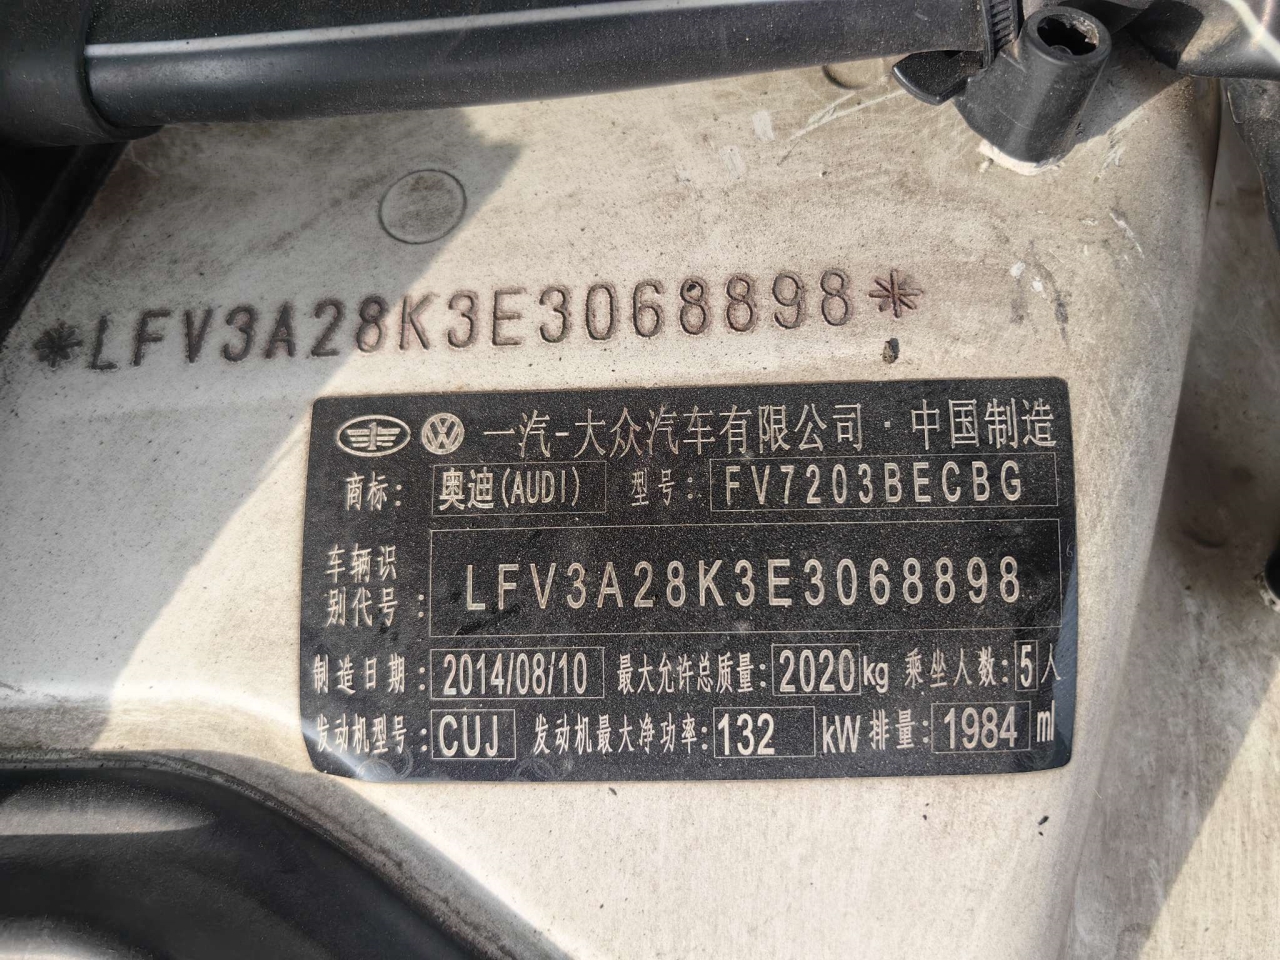 *LFV3A28K3E3068898*
一汽-大众汽车有限公司·中国制造
商标: 奥迪(AUDI) 型号: FV7203BECBG
车辆识别代号: LFV3A28K3E3068898
制造日期: 2014/08/10 最大允许总质量: 2020kg 乘坐人数: 5人
发动机型号: CUJ 发动机最大净功率: 132 kW 排量: 1984 ml